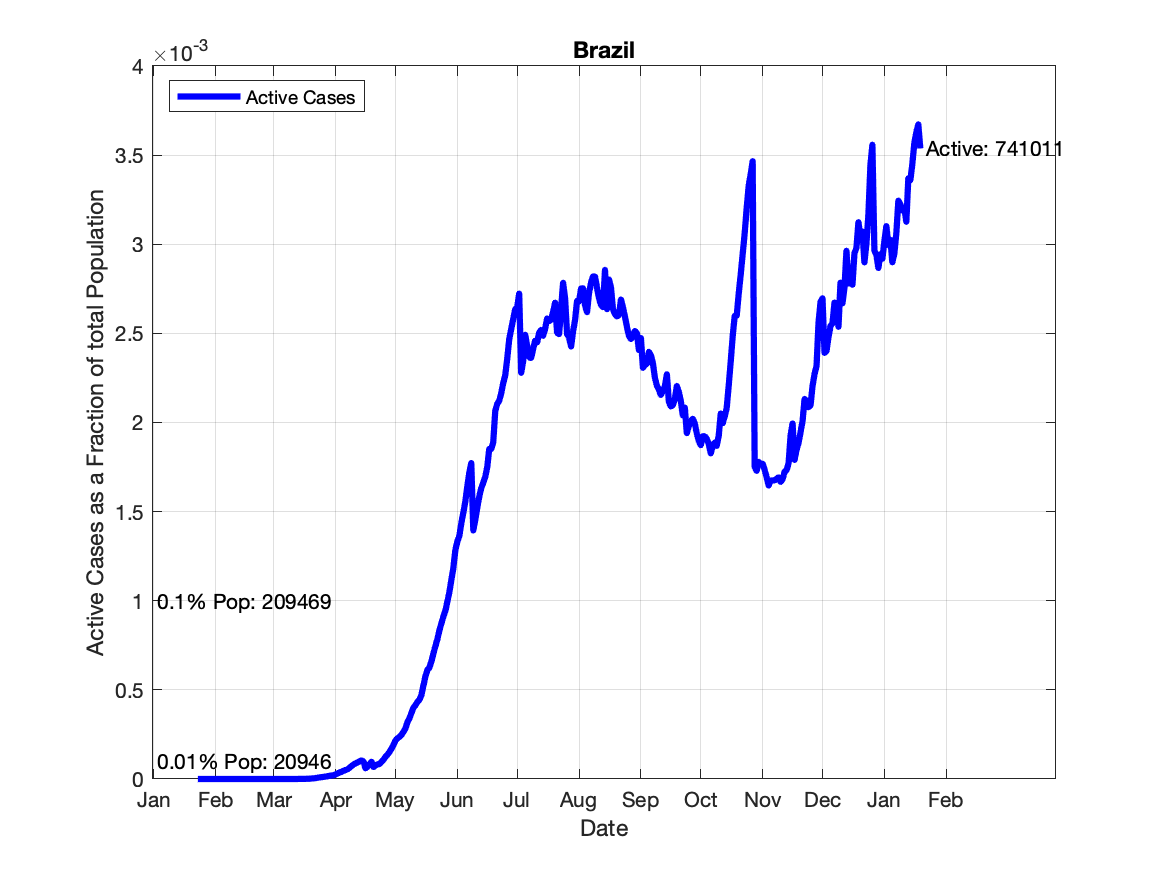 Brazil
×10⁻³
4
3.5
3
2.5
2
1.5
1
0.5
0
Active Cases as a Fraction of total Population
Active Cases
Active: 741011
0.1% Pop: 209469
0.01% Pop: 20946
Jan Feb Mar Apr May Jun Jul Aug Sep Oct Nov Dec Jan Feb
Date